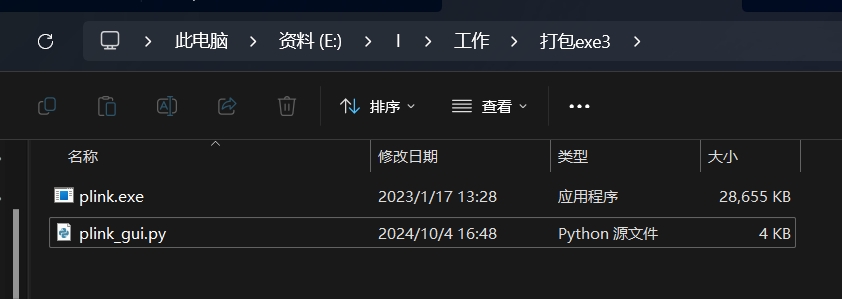 此电脑 > 资料 (E:) > I > 工作 > 打包exe3 >
排序 查看
名称 修改日期 类型 大小
plink.exe 2023/1/17 13:28 应用程序 28,655 KB
plink_gui.py 2024/10/4 16:48 Python 源文件 4 KB